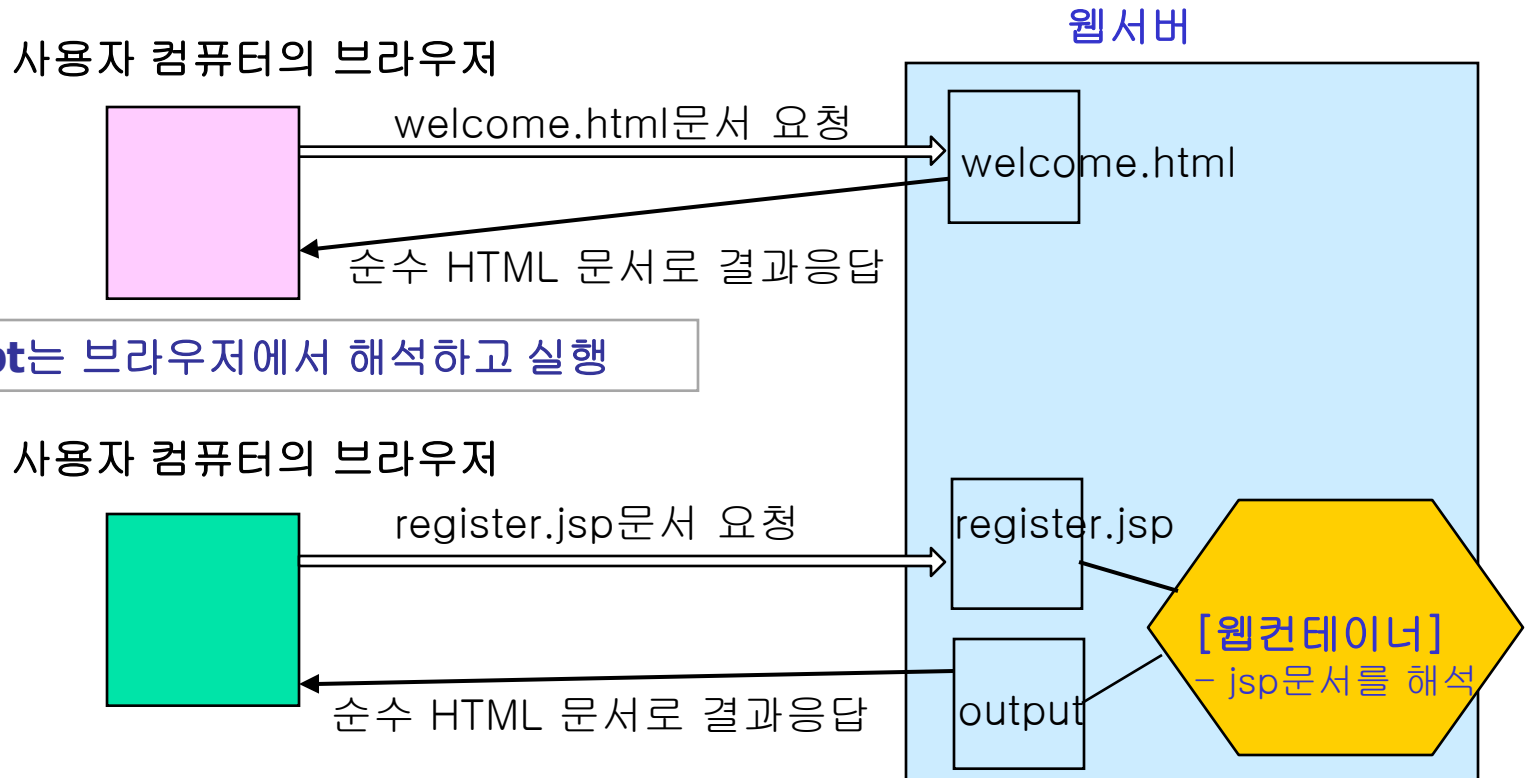 웹서버
사용자 컴퓨터의 브라우저
welcome.html문서 요청
welcome.html
순수 HTML 문서로 결과응답
pt는 브라우저에서 해석하고 실행
사용자 컴퓨터의 브라우저
register.jsp문서 요청
register.jsp
[웹컨테이너]
- jsp문서를 해석
output
순수 HTML 문서로 결과응답